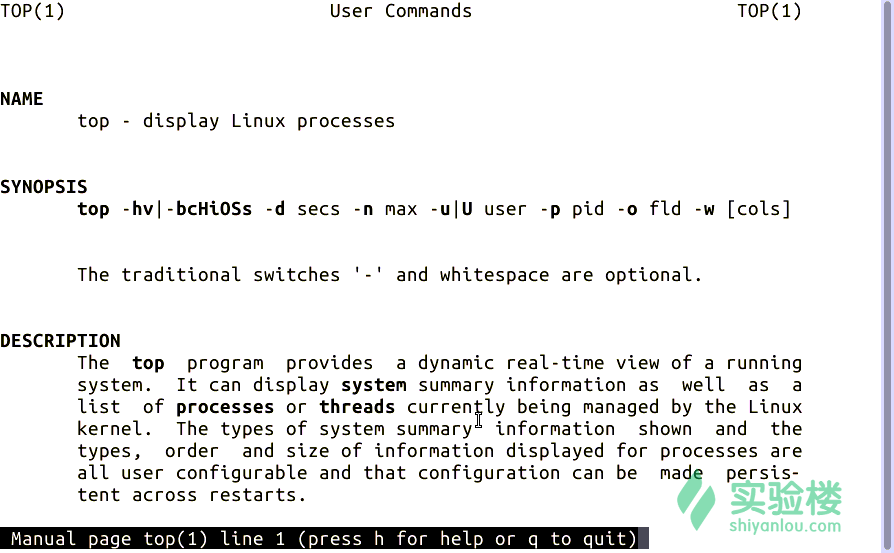 TOP(1) User Commands TOP(1)
NAME
top - display Linux processes
SYNOPSIS
top -hv|-bcHiOSs -d secs -n max -u|U user -p pid -o fld -w [cols]
The traditional switches '-' and whitespace are optional.
DESCRIPTION
The top program provides a dynamic real-time view of a running
system. It can display system summary information as well as a
list of processes or threads currently being managed by the Linux
kernel. The types of system summary information shown and the
types, order and size of information displayed for processes are
all user configurable and that configuration can be made persis-
tent across restarts.
实验楼
shiyanlou.com
Manual page top(1) line 1 (press h for help or q to quit)